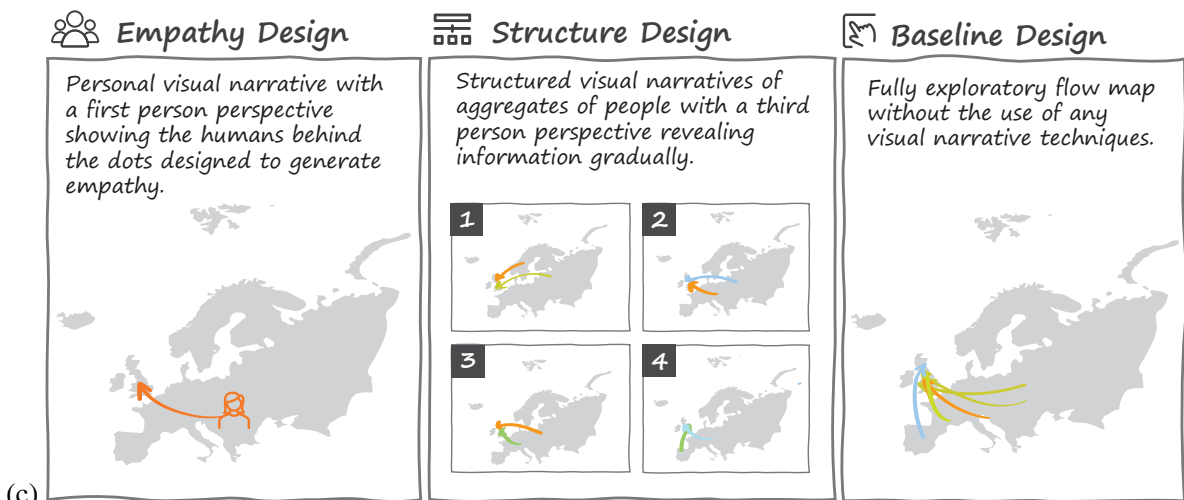 Empathy Design
Personal visual narrative with
a first person perspective
showing the humans behind
the dots designed to generate
empathy.
Structure Design
Structured visual narratives of
aggregates of people with a third
person perspective revealing
information gradually.
1
2
3
4
Baseline Design
Fully exploratory flow map
without the use of any
visual narrative techniques.
(c)